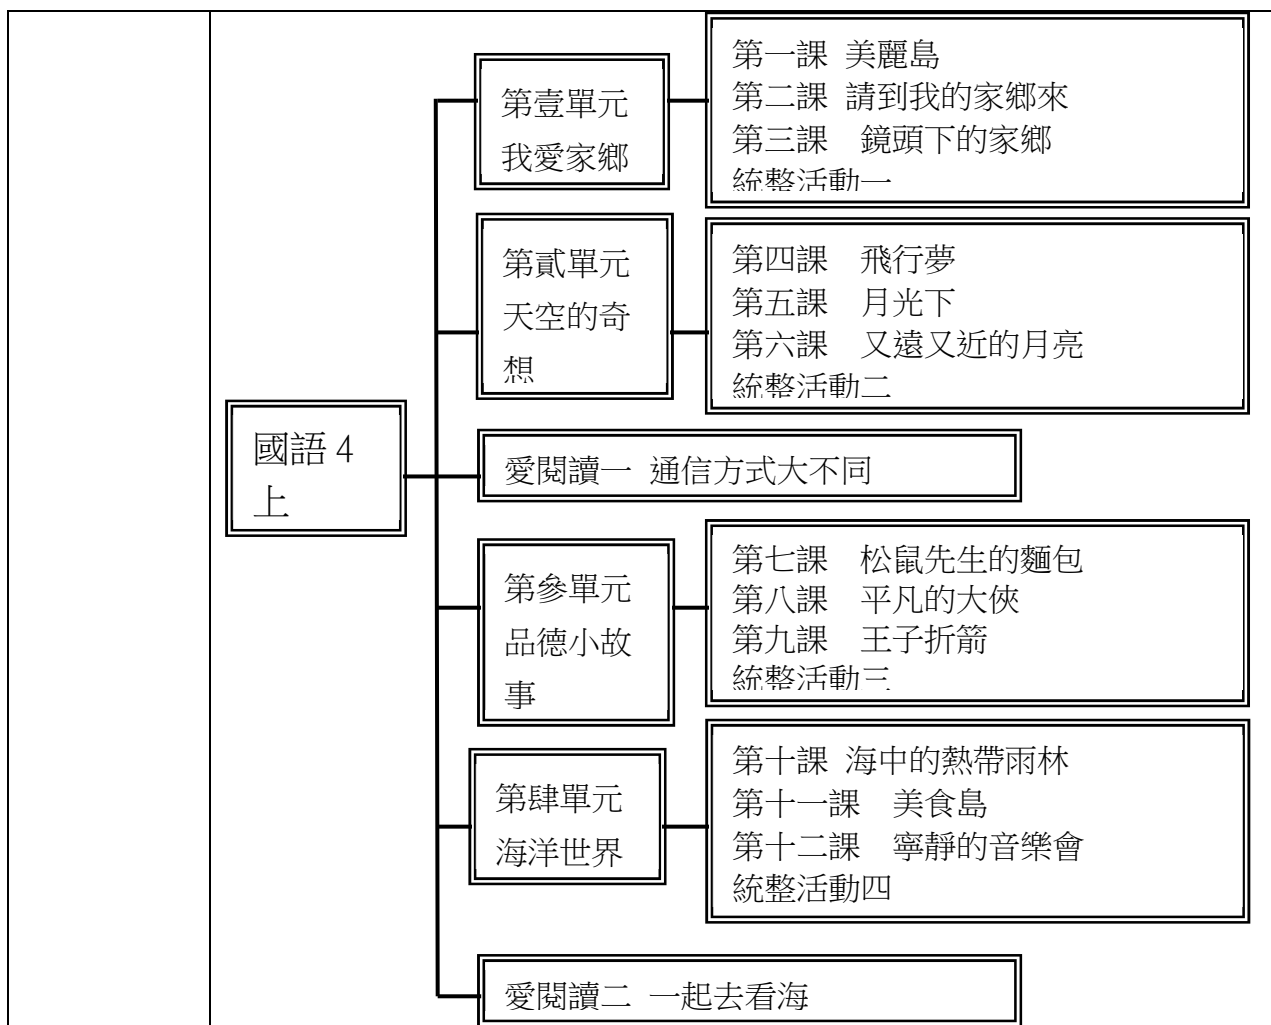 國語 4
上
第壹單元
我愛家鄉
第一課 美麗島
第二課 請到我的家鄉來
第三課 鏡頭下的家鄉
統整活動一
第貳單元
天空的奇
想
第四課 飛行夢
第五課 月光下
第六課 又遠又近的月亮
統整活動二
愛閱讀一 通信方式大不同
第參單元
品德小故
事
第七課 松鼠先生的麵包
第八課 平凡的大俠
第九課 王子折箭
統整活動三
第肆單元
海洋世界
第十課 海中的熱帶雨林
第十一課 美食島
第十二課 寧靜的音樂會
統整活動四
愛閱讀二 一起去看海